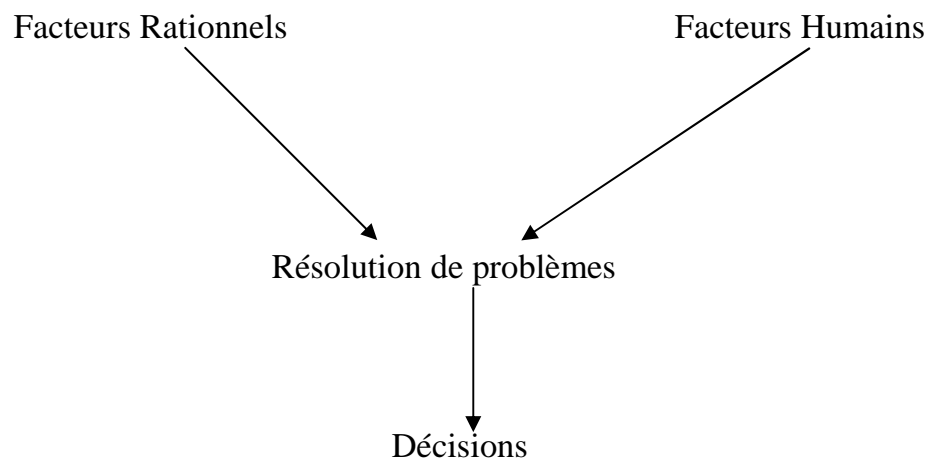 Facteurs Rationnels
Facteurs Humains
Résolution de problèmes
Décisions